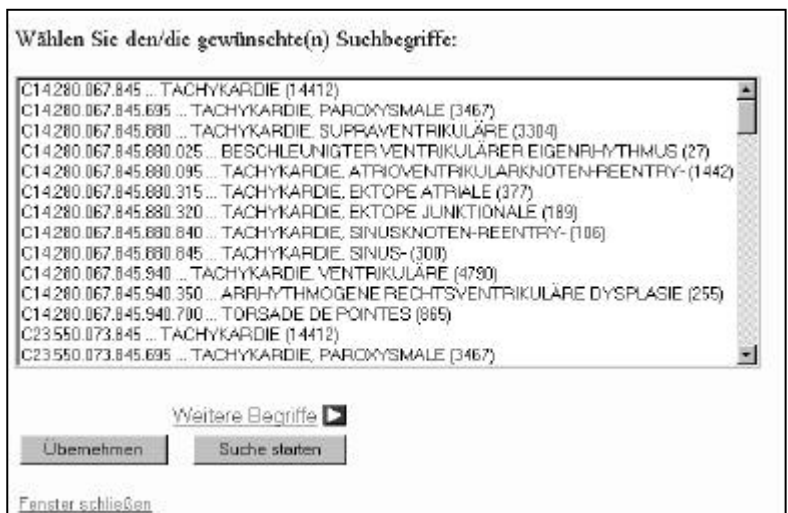 Wählen Sie den/die gewünschte(n) Suchbegriffe:
C14.280.067.845 ... TACHYKARDIE (14412)
C14.280.067.845.695 ... TACHYKARDIE, PAROXYSMALE (3467)
C14.280.067.845.880 ... TACHYKARDIE, SUPRAVENTRIKULÄRE (3304)
C14.280.067.845.880.025 ... BESCHLEUNIGTER VENTRIKULÄRER EIGENRHYTHMUS (27)
C14.280.067.845.880.095 ... TACHYKARDIE, ATRIOVENTRIKULARKNOTEN-REENTRY- (1442)
C14.280.067.845.880.315 ... TACHYKARDIE, EKTOPE ATRIALE (377)
C14.280.067.845.880.320 ... TACHYKARDIE, EKTOPE JUNKTIONALE (189)
C14.280.067.845.880.840 ... TACHYKARDIE, SINUSKNOTEN-REENTRY- (106)
C14.280.067.845.880.845 ... TACHYKARDIE, SINUS- (300)
C14.280.067.845.940 ... TACHYKARDIE, VENTRIKULÄRE (4790)
C14.280.067.845.940.350 ... ARRHYTHMOGENE RECHTSVENTRIKULÄRE DYSPLASIE (255)
C14.280.067.845.940.700 ... TORSADE DE POINTES (865)
C23.550.073.845 ... TACHYKARDIE (14412)
C23.550.073.845.695 ... TACHYKARDIE, PAROXYSMALE (3467)
Weitere Begriffe
Übernehmen Suche starten
Fenster schließen